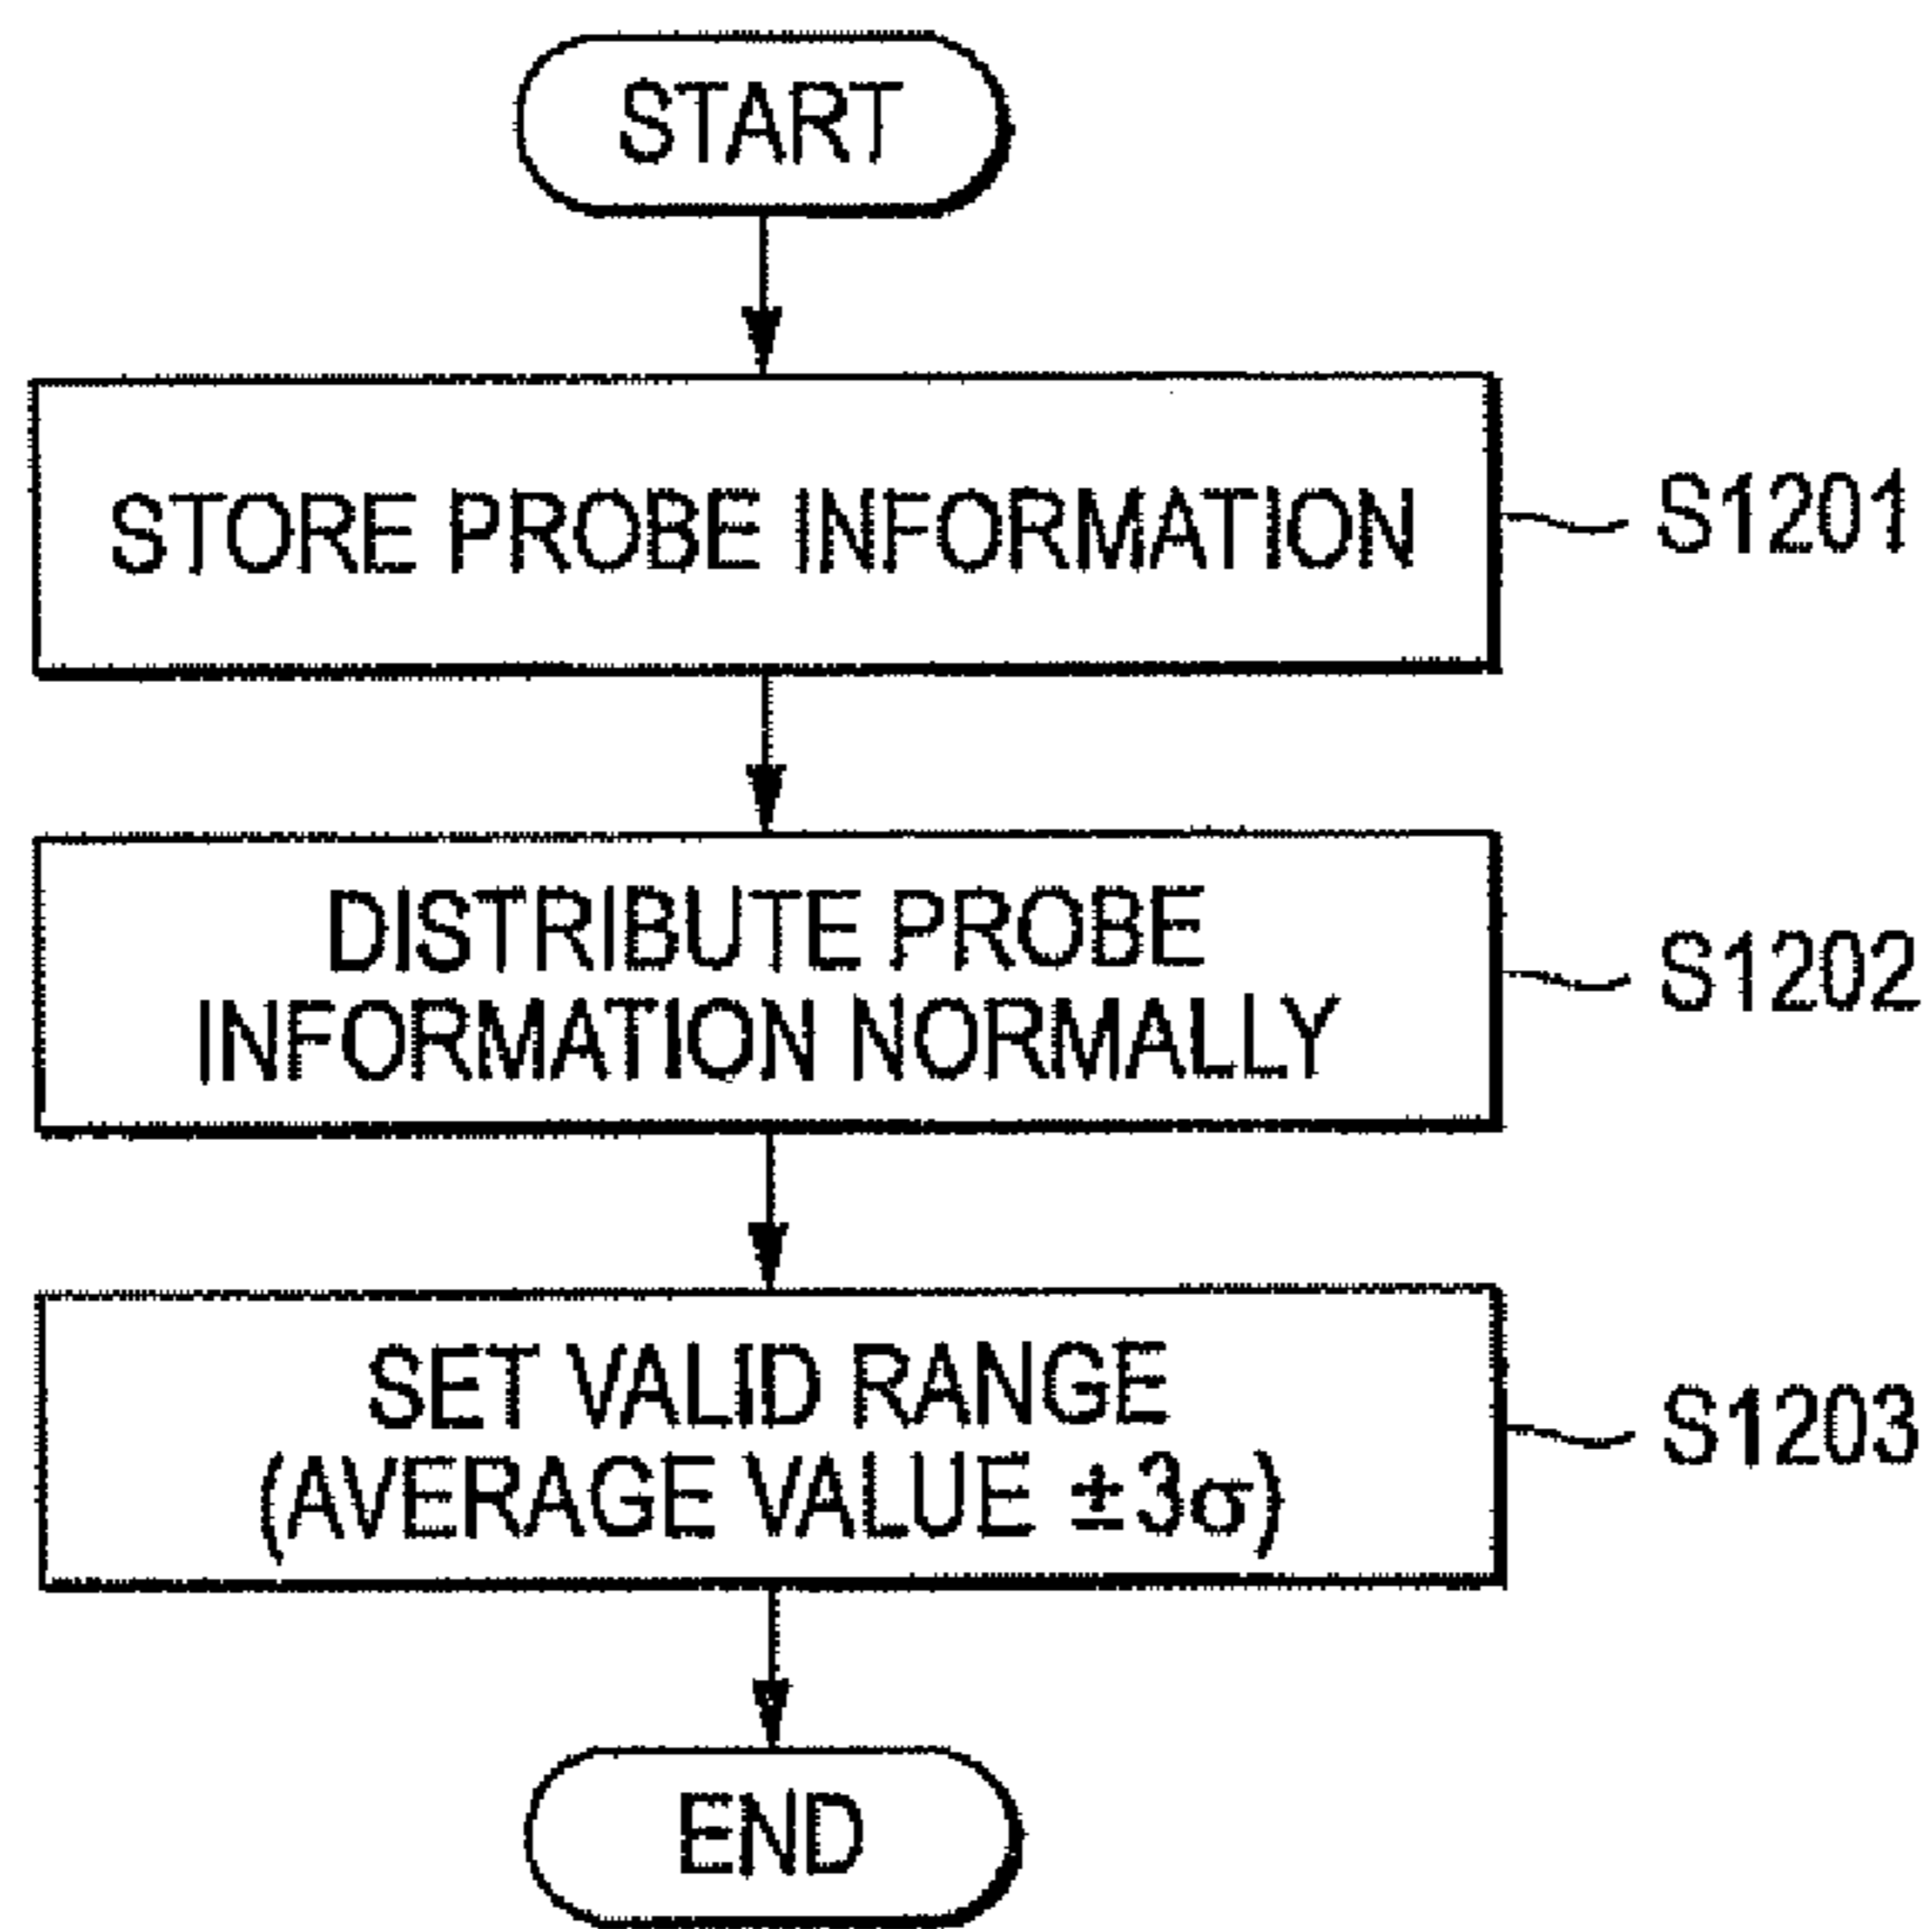 START
STORE PROBE INFORMATION
S1201
DISTRIBUTE PROBE
INFORMATION NORMALLY
S1202
SET VALID RANGE
(AVERAGE VALUE ±3σ)
S1203
END